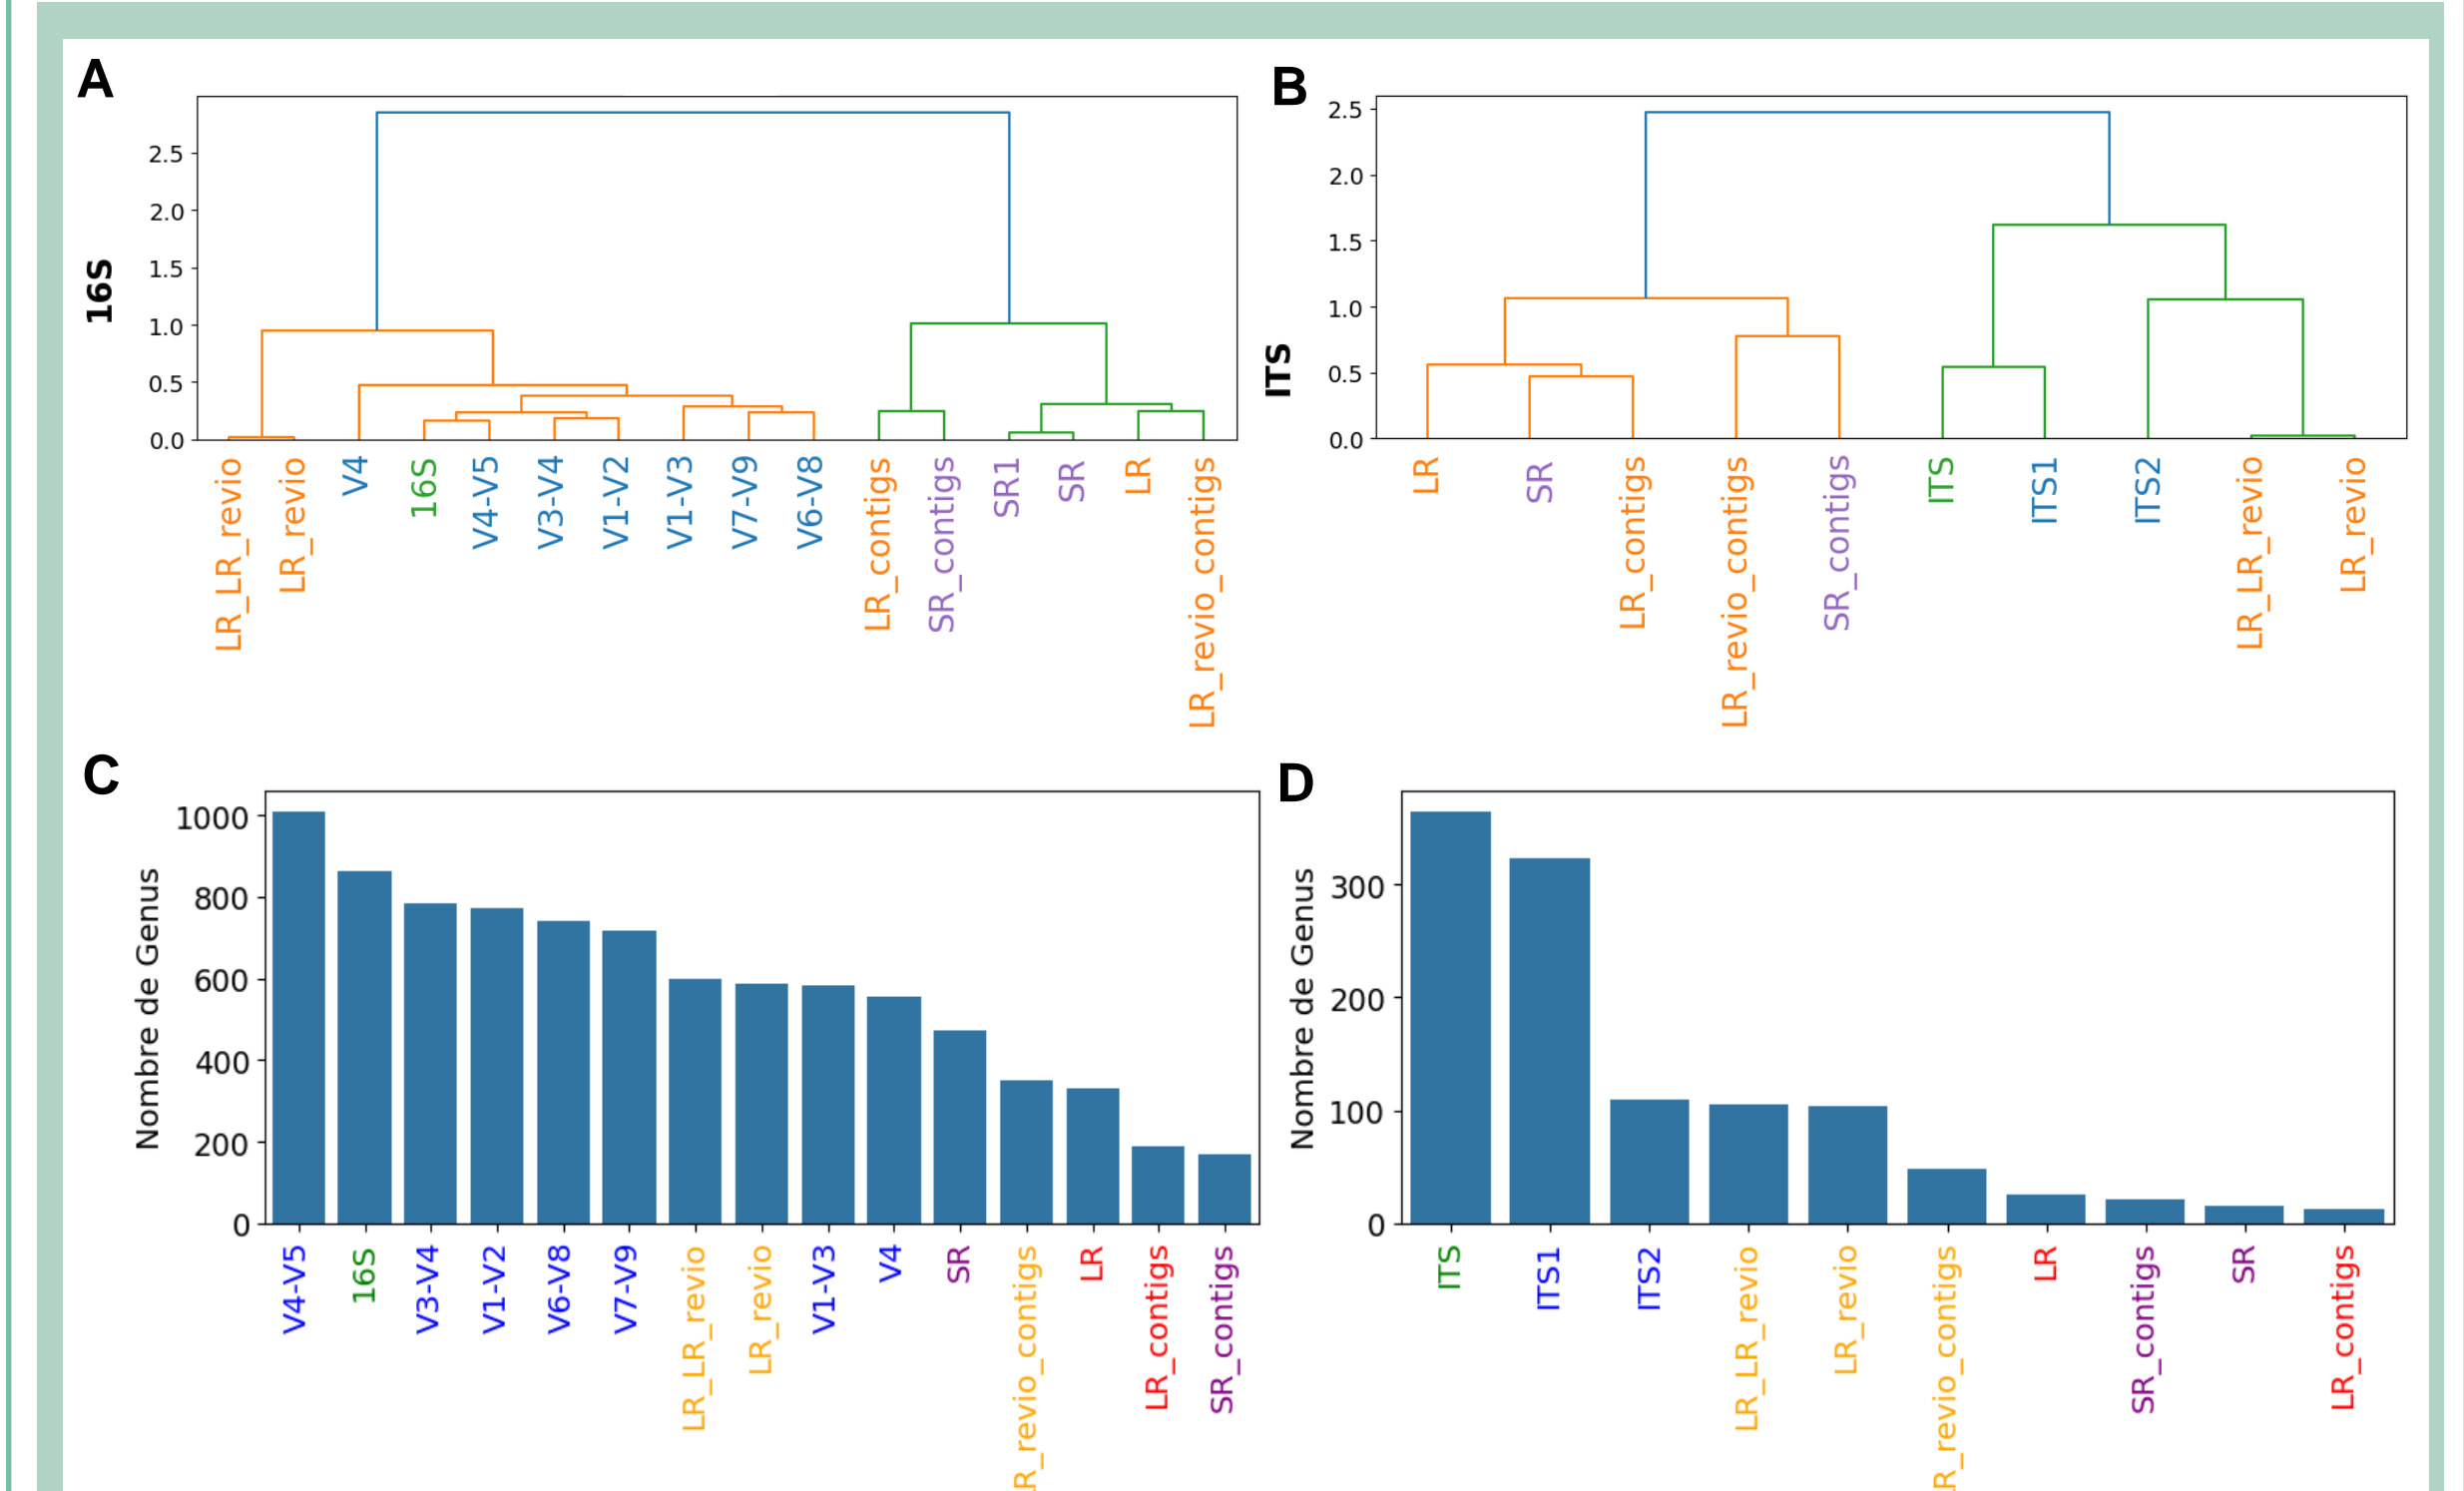 A
16S
2.5
2.0
1.5
1.0
0.5
0.0
LR_LR_revio
LR_revio
V4
16S
V4-V5
V3-V4
V1-V2
V1-V3
V7-V9
V6-V8
LR_contigs
SR_contigs
SR1
SR
LR
LR_revio_contigs
B
ITS
2.5
2.0
1.5
1.0
0.5
0.0
LR
SR
LR_contigs
LR_revio_contigs
SR_contigs
ITS
ITS1
ITS2
LR_LR_revio
LR_revio
C
Nombre de Genus
1000
800
600
400
200
0
V4-V5
16S
V3-V4
V1-V2
V6-V8
V7-V9
LR_LR_revio
LR_revio
V1-V3
V4
SR
R_revio_contigs
LR
LR_contigs
SR_contigs
D
Nombre de Genus
300
200
100
0
ITS
ITS1
ITS2
LR_LR_revio
LR_revio
R_revio_contigs
LR
SR_contigs
SR
LR_contigs